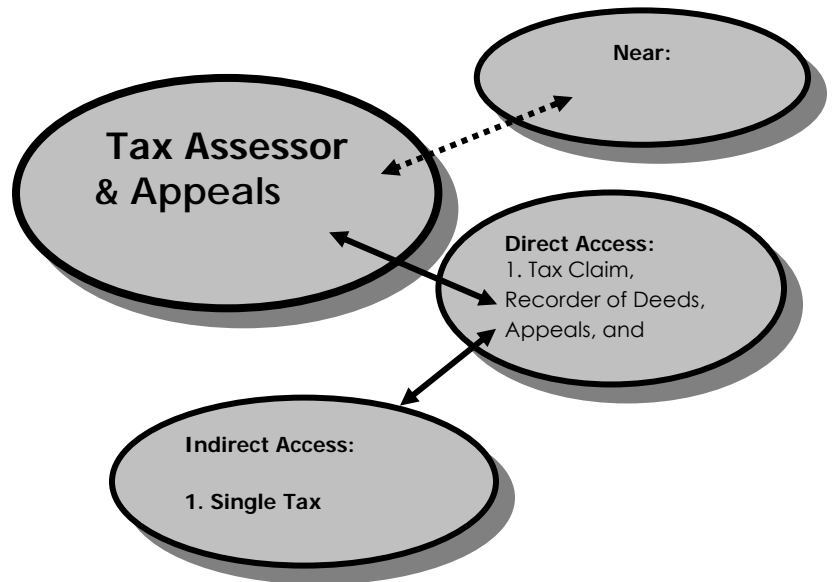 Near:
Tax Assessor
& Appeals
Direct Access:
1. Tax Claim,
Recorder of Deeds,
Appeals, and
Indirect Access:
1. Single Tax